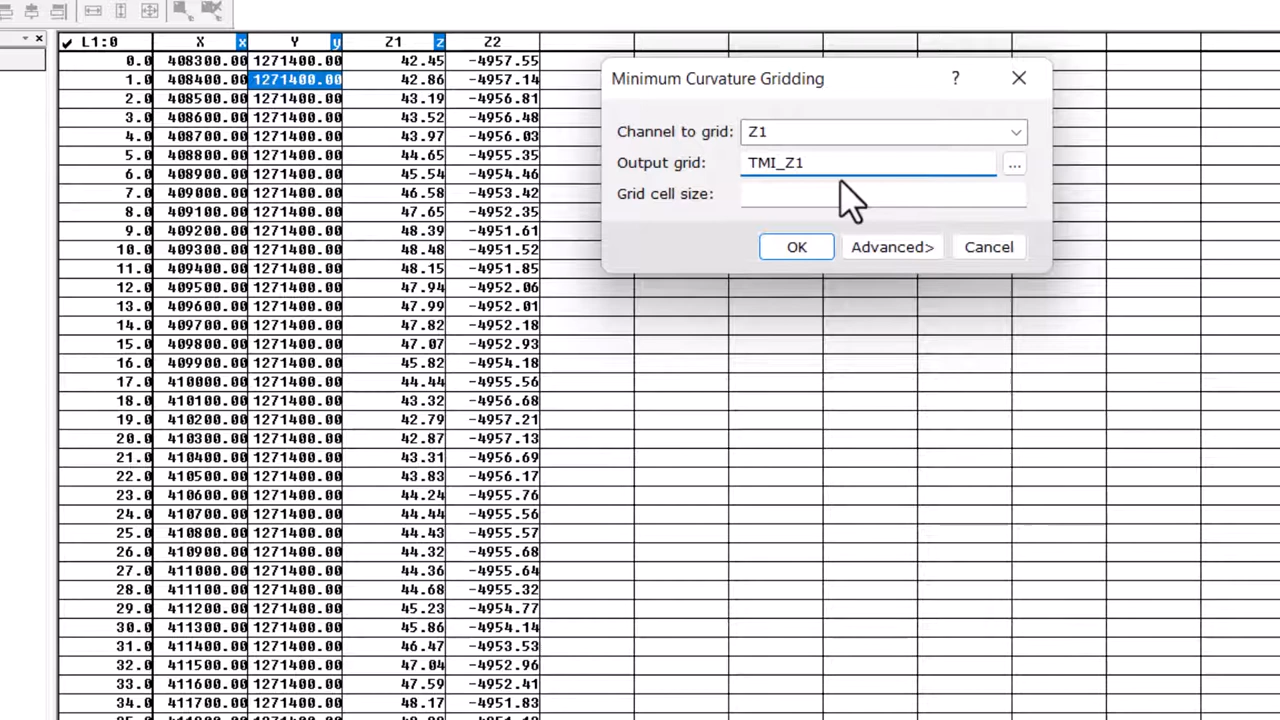 L1:0 X x Y y Z1 z Z2
0.0 408300.00 1271400.00 42.45 -4957.55
1.0 408400.00 1271400.00 42.86 -4957.14
2.0 408500.00 1271400.00 43.19 -4956.81
3.0 408600.00 1271400.00 43.52 -4956.48
4.0 408700.00 1271400.00 43.97 -4956.03
5.0 408800.00 1271400.00 44.65 -4955.35
6.0 408900.00 1271400.00 45.54 -4954.46
7.0 409000.00 1271400.00 46.58 -4953.42
8.0 409100.00 1271400.00 47.65 -4952.35
9.0 409200.00 1271400.00 48.39 -4951.61
10.0 409300.00 1271400.00 48.48 -4951.52
11.0 409400.00 1271400.00 48.15 -4951.85
12.0 409500.00 1271400.00 47.94 -4952.06
13.0 409600.00 1271400.00 47.99 -4952.01
14.0 409700.00 1271400.00 47.82 -4952.18
15.0 409800.00 1271400.00 47.07 -4952.93
16.0 409900.00 1271400.00 45.82 -4954.18
17.0 410000.00 1271400.00 44.44 -4955.56
18.0 410100.00 1271400.00 43.32 -4956.68
19.0 410200.00 1271400.00 42.79 -4957.21
20.0 410300.00 1271400.00 42.87 -4957.13
21.0 410400.00 1271400.00 43.31 -4956.69
22.0 410500.00 1271400.00 43.83 -4956.17
23.0 410600.00 1271400.00 44.24 -4955.76
24.0 410700.00 1271400.00 44.44 -4955.56
25.0 410800.00 1271400.00 44.43 -4955.57
26.0 410900.00 1271400.00 44.32 -4955.68
27.0 411000.00 1271400.00 44.36 -4955.64
28.0 411100.00 1271400.00 44.68 -4955.32
29.0 411200.00 1271400.00 45.23 -4954.77
30.0 411300.00 1271400.00 45.86 -4954.14
31.0 411400.00 1271400.00 46.47 -4953.53
32.0 411500.00 1271400.00 47.04 -4952.96
33.0 411600.00 1271400.00 47.59 -4952.41
34.0 411700.00 1271400.00 48.17 -4951.83
Minimum Curvature Gridding ?
Channel to grid: Z1
Output grid: TMI_Z1 ...
Grid cell size:
OK Advanced> Cancel